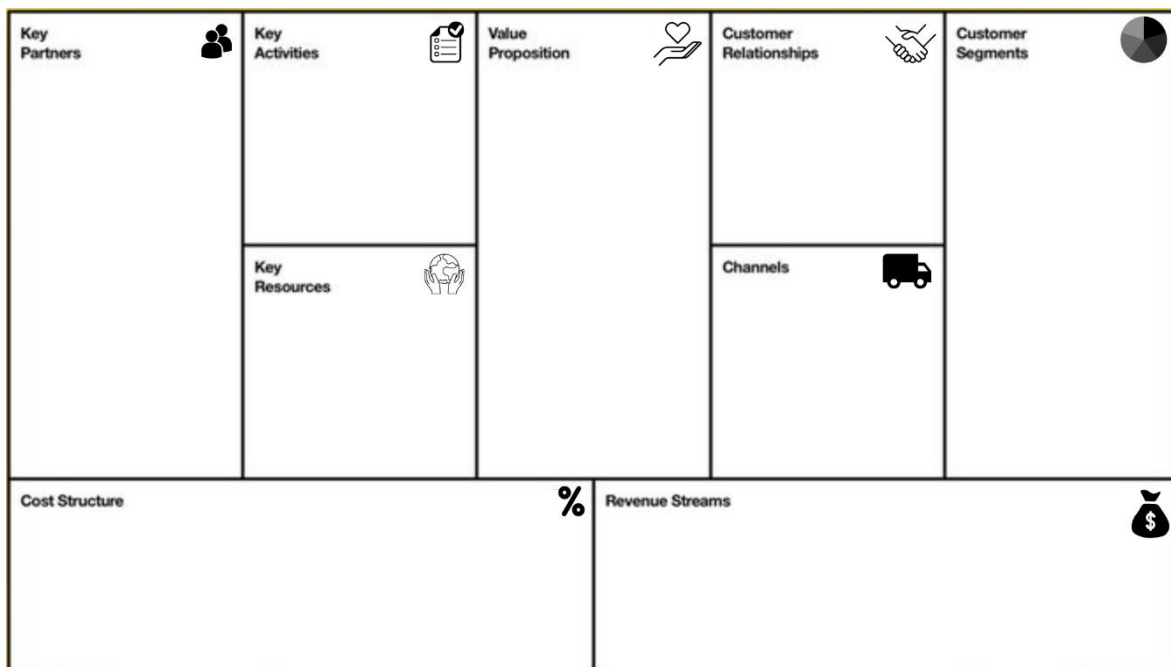 Key
Partners
Key
Activities
Value
Proposition
Customer
Relationships
Customer
Segments
Key
Resources
Channels
Cost Structure
%
Revenue Streams
$